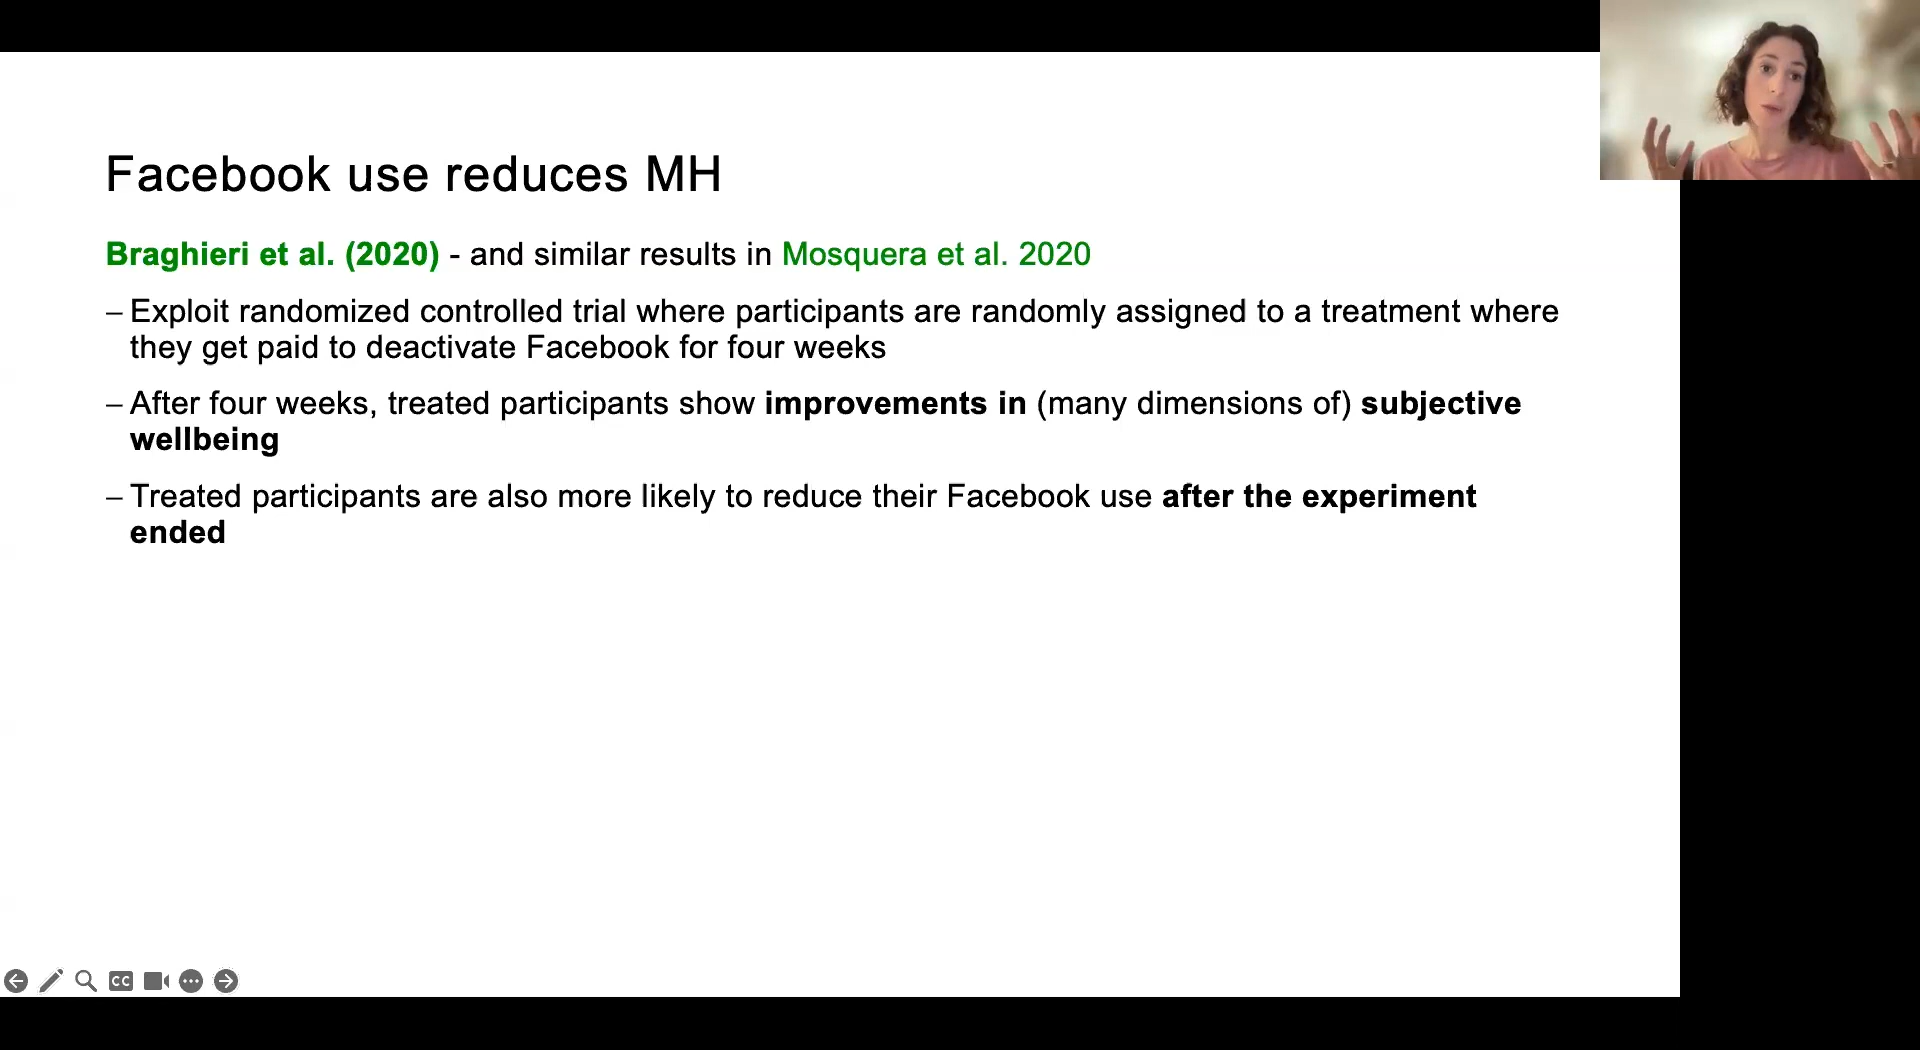 Facebook use reduces MH
Braghieri et al. (2020) - and similar results in Mosquera et al. 2020
– Exploit randomized controlled trial where participants are randomly assigned to a treatment where
they get paid to deactivate Facebook for four weeks
– After four weeks, treated participants show improvements in (many dimensions of) subjective
wellbeing
– Treated participants are also more likely to reduce their Facebook use after the experiment
ended
CC